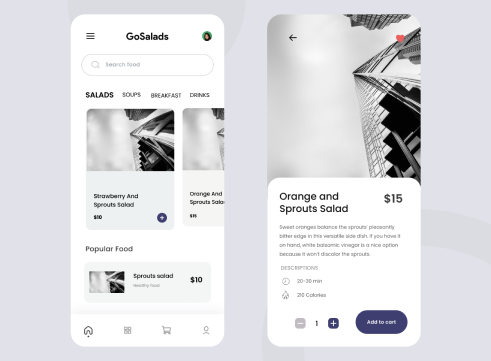 GoSalads
Search food
SALADS SOUPS BREAKFAST DRINKS
Strawberry And
Sprouts Salad
$10
Orange and
Sprouts Sala
$15
Popular Food
Sprouts salad
Healthy food
$10
Orange and
Sprouts Salad
$15
Sweet oranges balance the sprouts' pleasantly
bitter edge in this versatile side dish. If you have it
on hand, white balsamic vinegar is a nice option
because it won't discolor the sprouts
DESCRIPTIONS
20-30 min
210 Calories
1
Add to cart